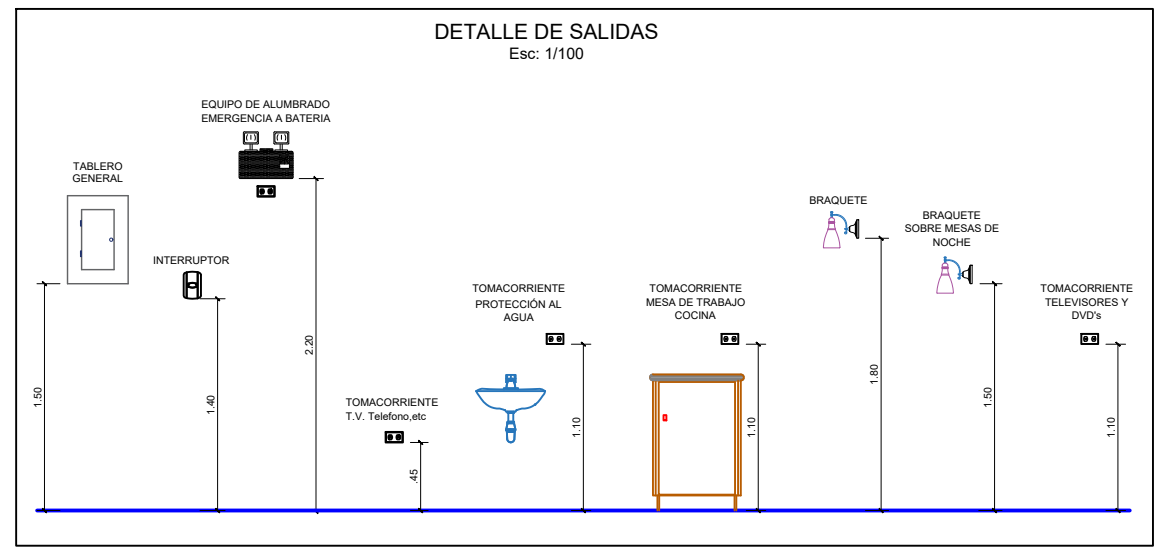 DETALLE DE SALIDAS
Esc: 1/100
EQUIPO DE ALUMBRADO
EMERGENCIA A BATERIA
TABLERO
GENERAL
INTERRUPTOR
BRAQUETE
BRAQUETE
SOBRE MESAS DE
NOCHE
TOMACORRIENTE
PROTECCIÓN AL
AGUA
TOMACORRIENTE
MESA DE TRABAJO
COCINA
TOMACORRIENTE
TELEVISORES Y
DVD's
TOMACORRIENTE
T.V. Telefono,etc
1.50
1.40
2.20
.45
1.10
1.10
1.80
1.50
1.10